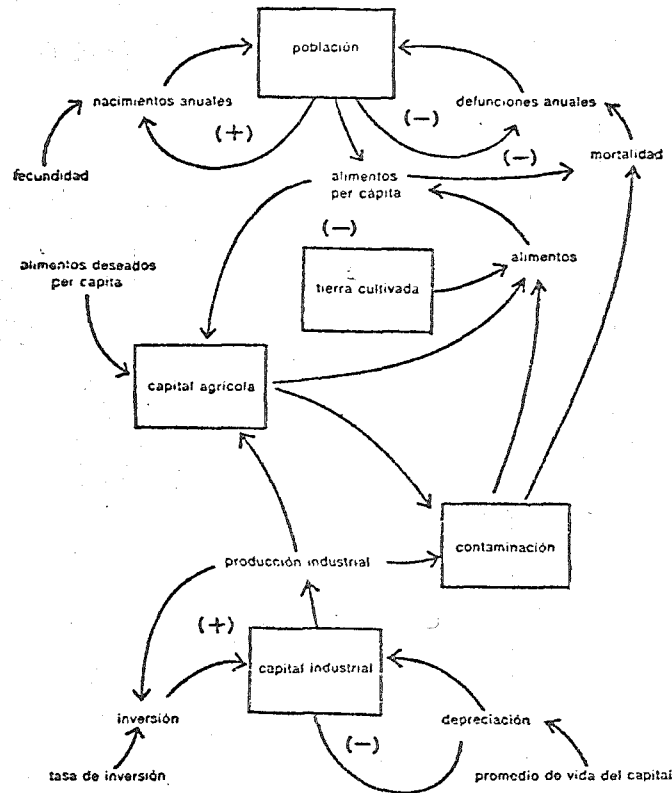 población
nacimientos anuales
defunciones anuales
(+)
(-)
(-)
mortalidad
fecundidad
alimentos
per cápita
(-)
alimentos
alimentos deseados
per capita
tierra cultivada
capital agrícola
contaminación
producción industrial
(+)
capital industrial
inversión
(-)
depreciación
tasa de inversión
promedio de vida del capital